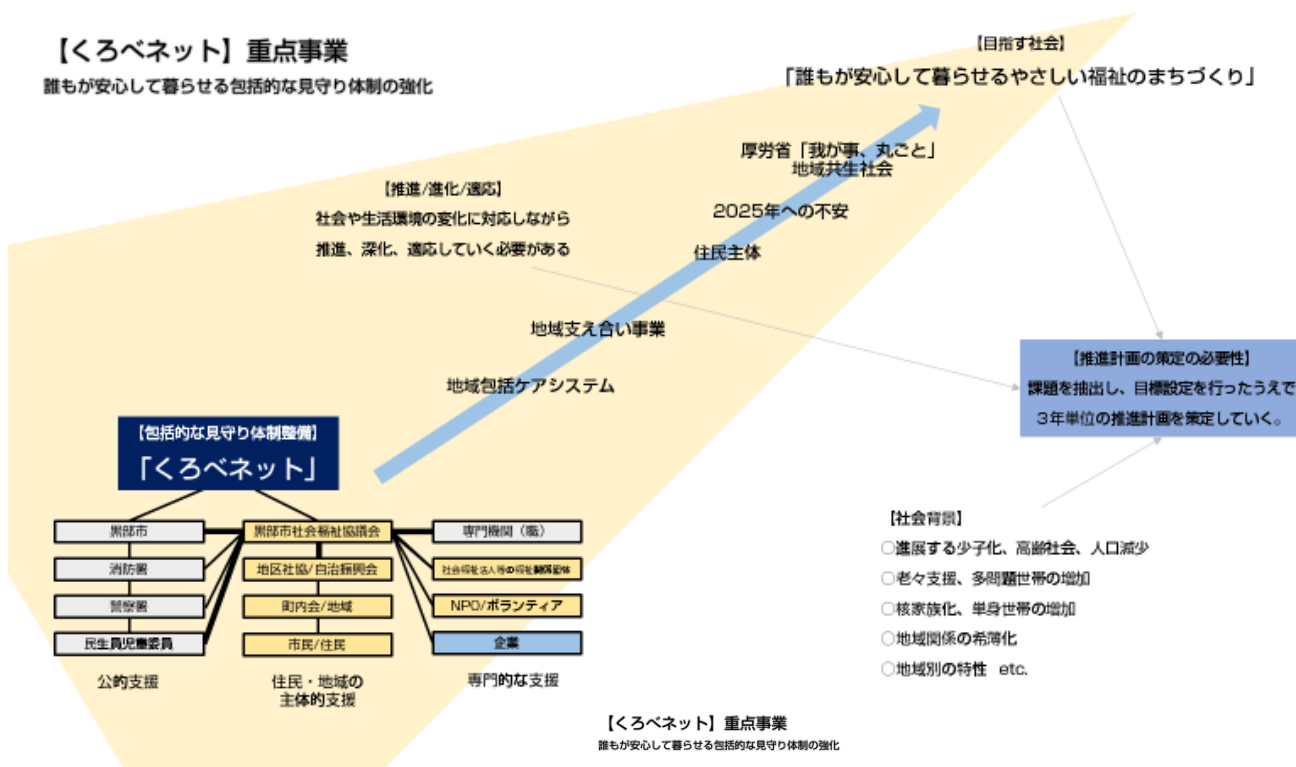 【くろべネット】重点事業
誰もが安心して暮らせる包括的な見守り体制の強化
【目指す社会】
「誰もが安心して暮らせるやさしい福祉のまちづくり」
厚労省「我が事、丸ごと」
地域共生社会
【推進/進化/適応】
社会や生活環境の変化に対応しながら
推進、深化、適応していく必要がある
2025年への不安
住民主体
地域支え合い事業
地域包括ケアシステム
【推進計画の策定の必要性】
課題を抽出し、目標設定を行ったうえで
3年単位の推進計画を策定していく。
【包括的な見守り体制整備】
「くろべネット」
黒部市
消防署
警察署
民生員児童委員
公的支援
黒部市社会福祉協議会
地区社協/自治振興会
町内会/地域
市民/住民
住民・地域の
主体的支援
専門機関（職）
社会福祉法人等の福祉関係団体
NPO/ボランティア
企業
専門的な支援
【社会背景】
○進展する少子化、高齢社会、人口減少
○老々支援、多問題世帯の増加
○核家族化、単身世帯の増加
○地域関係の希薄化
○地域別の特性 etc.
【くろべネット】重点事業
誰もが安心して暮らせる包括的な見守り体制の強化